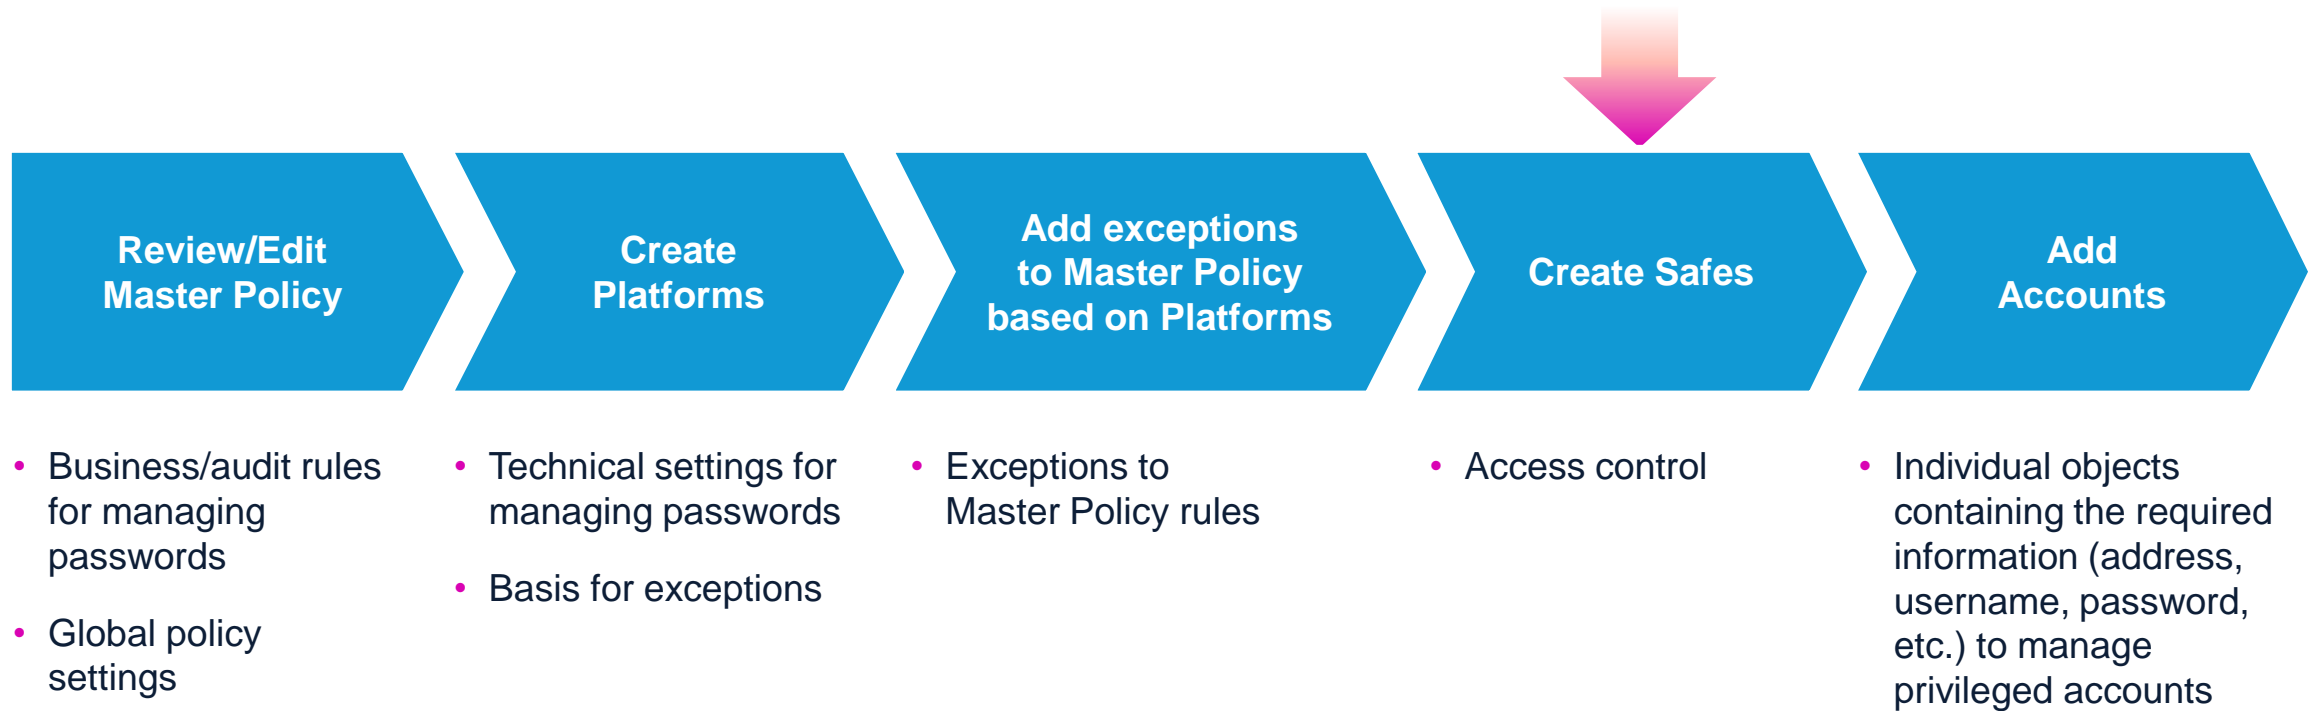 Review/Edit
Master Policy
Create
Platforms
Add exceptions
to Master Policy
based on Platforms
Create Safes
Add
Accounts
• Business/audit rules
for managing
passwords
• Global policy
settings
• Technical settings for
managing passwords
• Basis for exceptions
• Exceptions to
Master Policy rules
• Access control
• Individual objects
containing the required
information (address,
username, password,
etc.) to manage
privileged accounts